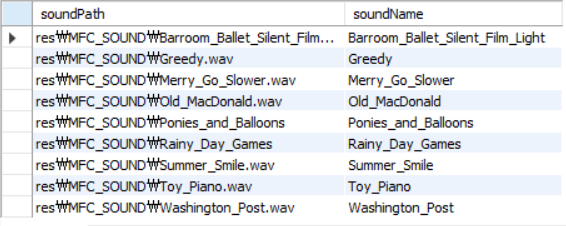 soundPath soundName
res₩MFC_SOUND₩Barroom_Ballet_Silent_Film... Barroom_Ballet_Silent_Film_Light
res₩MFC_SOUND₩Greedy.wav Greedy
res₩MFC_SOUND₩Merry_Go_Slower.wav Merry_Go_Slower
res₩MFC_SOUND₩Old_MacDonald.wav Old_MacDonald
res₩MFC_SOUND₩Ponies_and_Balloons Ponies_and_Balloons
res₩MFC_SOUND₩Rainy_Day_Games Rainy_Day_Games
res₩MFC_SOUND₩Summer_Smile.wav Summer_Smile
res₩MFC_SOUND₩Toy_Piano.wav Toy_Piano
res₩MFC_SOUND₩Washington_Post.wav Washington_Post